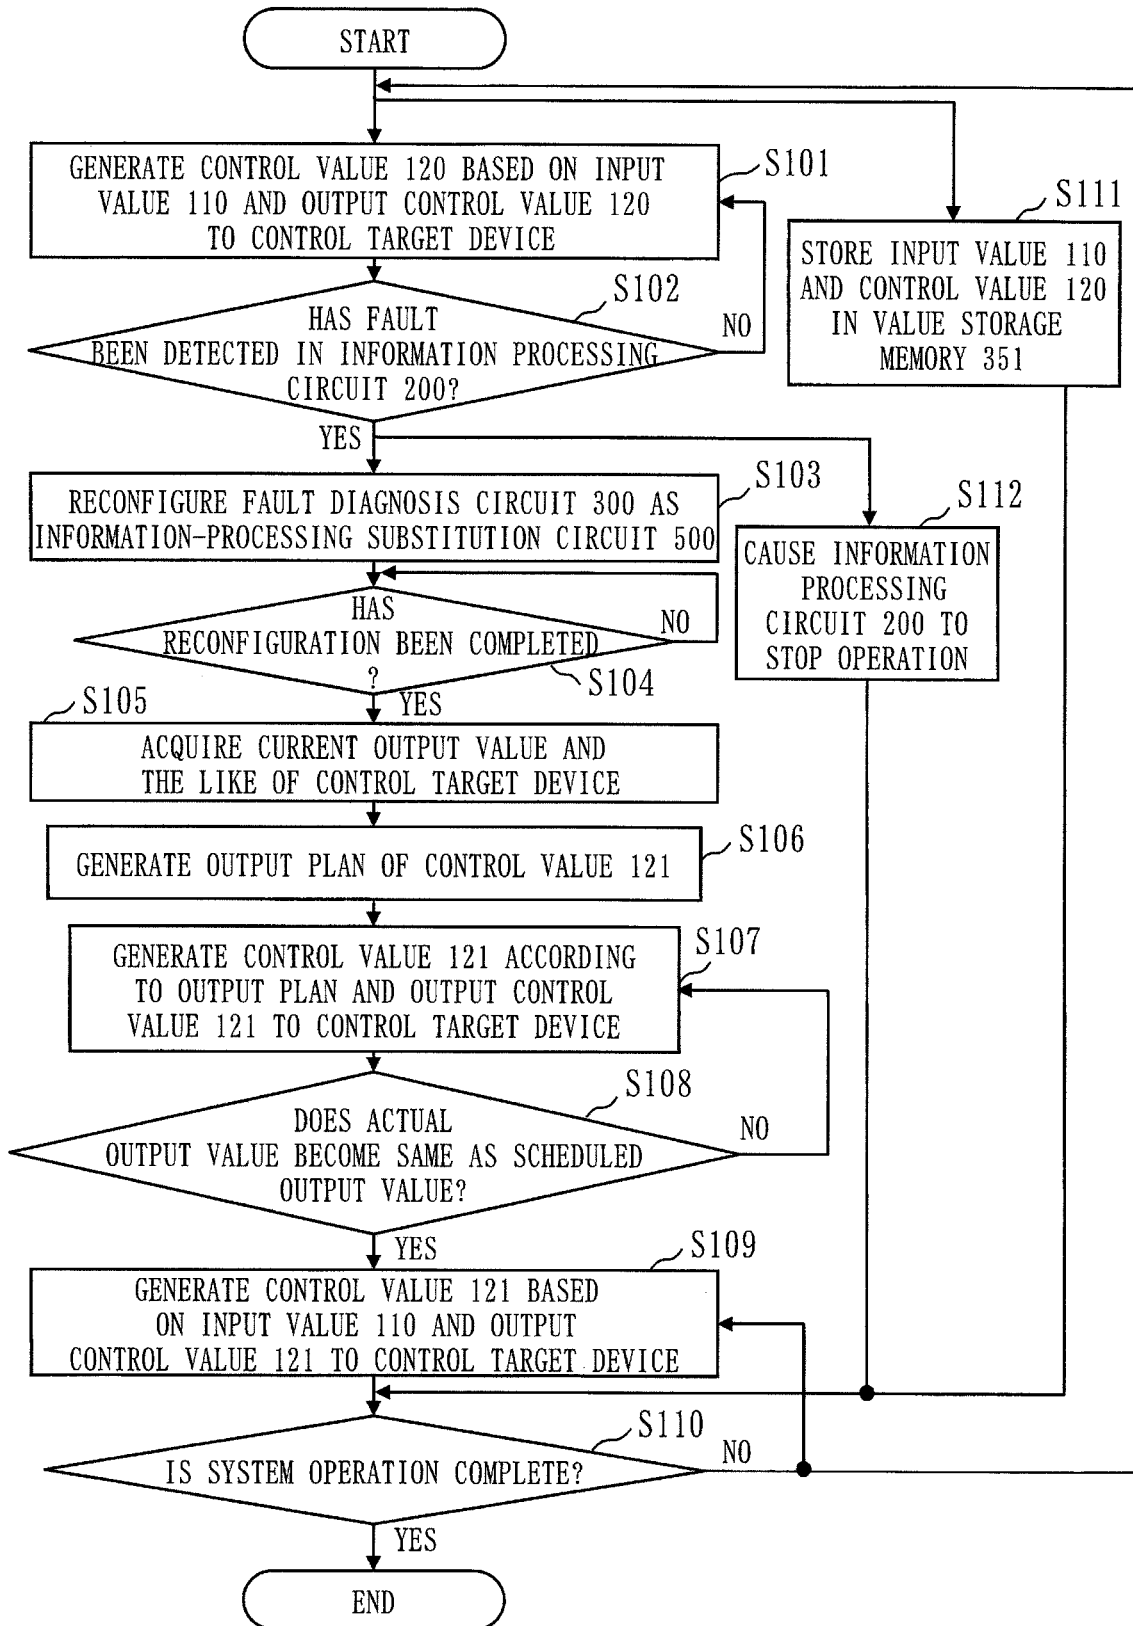 START
GENERATE CONTROL VALUE 120 BASED ON INPUT
VALUE 110 AND OUTPUT CONTROL VALUE 120
TO CONTROL TARGET DEVICE
S101
S111
STORE INPUT VALUE 110
AND CONTROL VALUE 120
IN VALUE STORAGE
MEMORY 351
S102
HAS FAULT
BEEN DETECTED IN INFORMATION PROCESSING
CIRCUIT 200?
NO
YES
S103
RECONFIGURE FAULT DIAGNOSIS CIRCUIT 300 AS
INFORMATION-PROCESSING SUBSTITUTION CIRCUIT 500
S112
CAUSE INFORMATION
PROCESSING
CIRCUIT 200 TO
STOP OPERATION
HAS
RECONFIGURATION BEEN COMPLETED
?
NO
S104
YES
S105
ACQUIRE CURRENT OUTPUT VALUE AND
THE LIKE OF CONTROL TARGET DEVICE
S106
GENERATE OUTPUT PLAN OF CONTROL VALUE 121
S107
GENERATE CONTROL VALUE 121 ACCORDING
TO OUTPUT PLAN AND OUTPUT CONTROL
VALUE 121 TO CONTROL TARGET DEVICE
S108
DOES ACTUAL
OUTPUT VALUE BECOME SAME AS SCHEDULED
OUTPUT VALUE?
NO
YES
S109
GENERATE CONTROL VALUE 121 BASED
ON INPUT VALUE 110 AND OUTPUT
CONTROL VALUE 121 TO CONTROL TARGET DEVICE
S110
IS SYSTEM OPERATION COMPLETE?
NO
YES
END